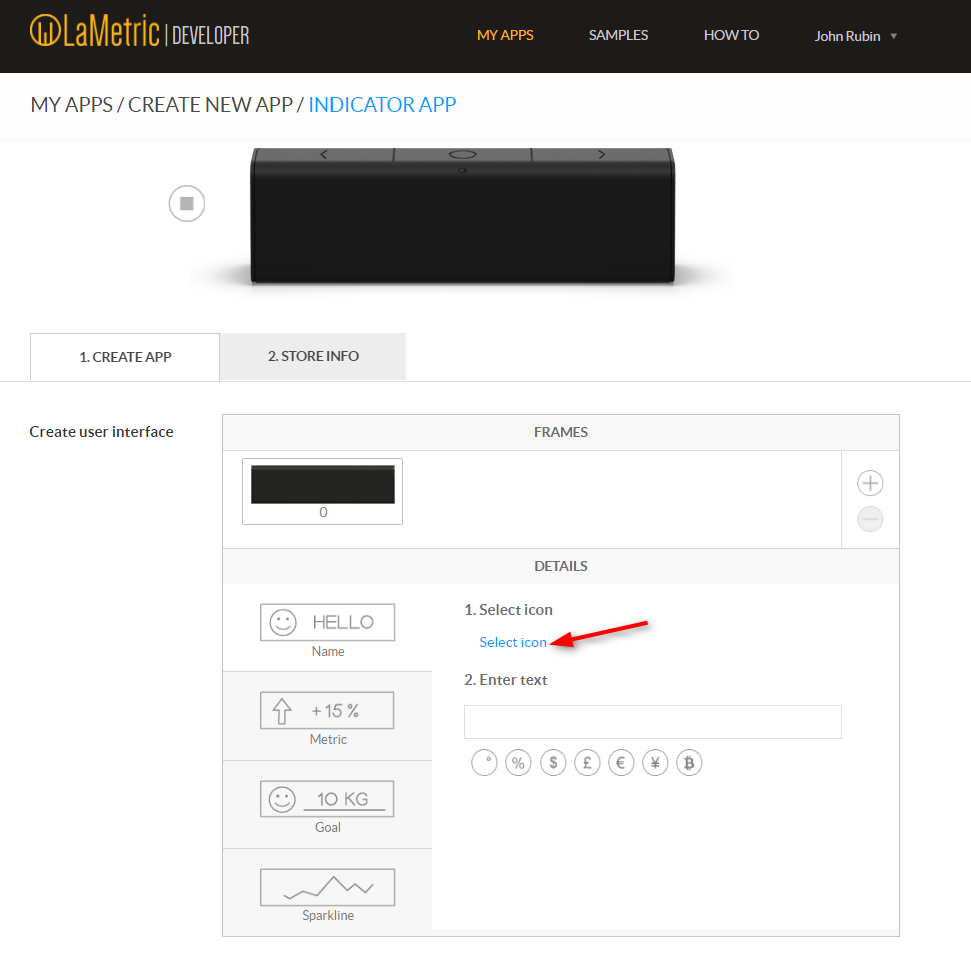 LaMetric | DEVELOPER
MY APPS
SAMPLES
HOW TO
John Rubin
MY APPS / CREATE NEW APP / INDICATOR APP
1. CREATE APP
2. STORE INFO
Create user interface
FRAMES
0
DETAILS
HELLO
Name
+15 %
Metric
10 KG
Goal
Sparkline
1. Select icon
Select icon
2. Enter text
° % $ £ € ¥ ₿